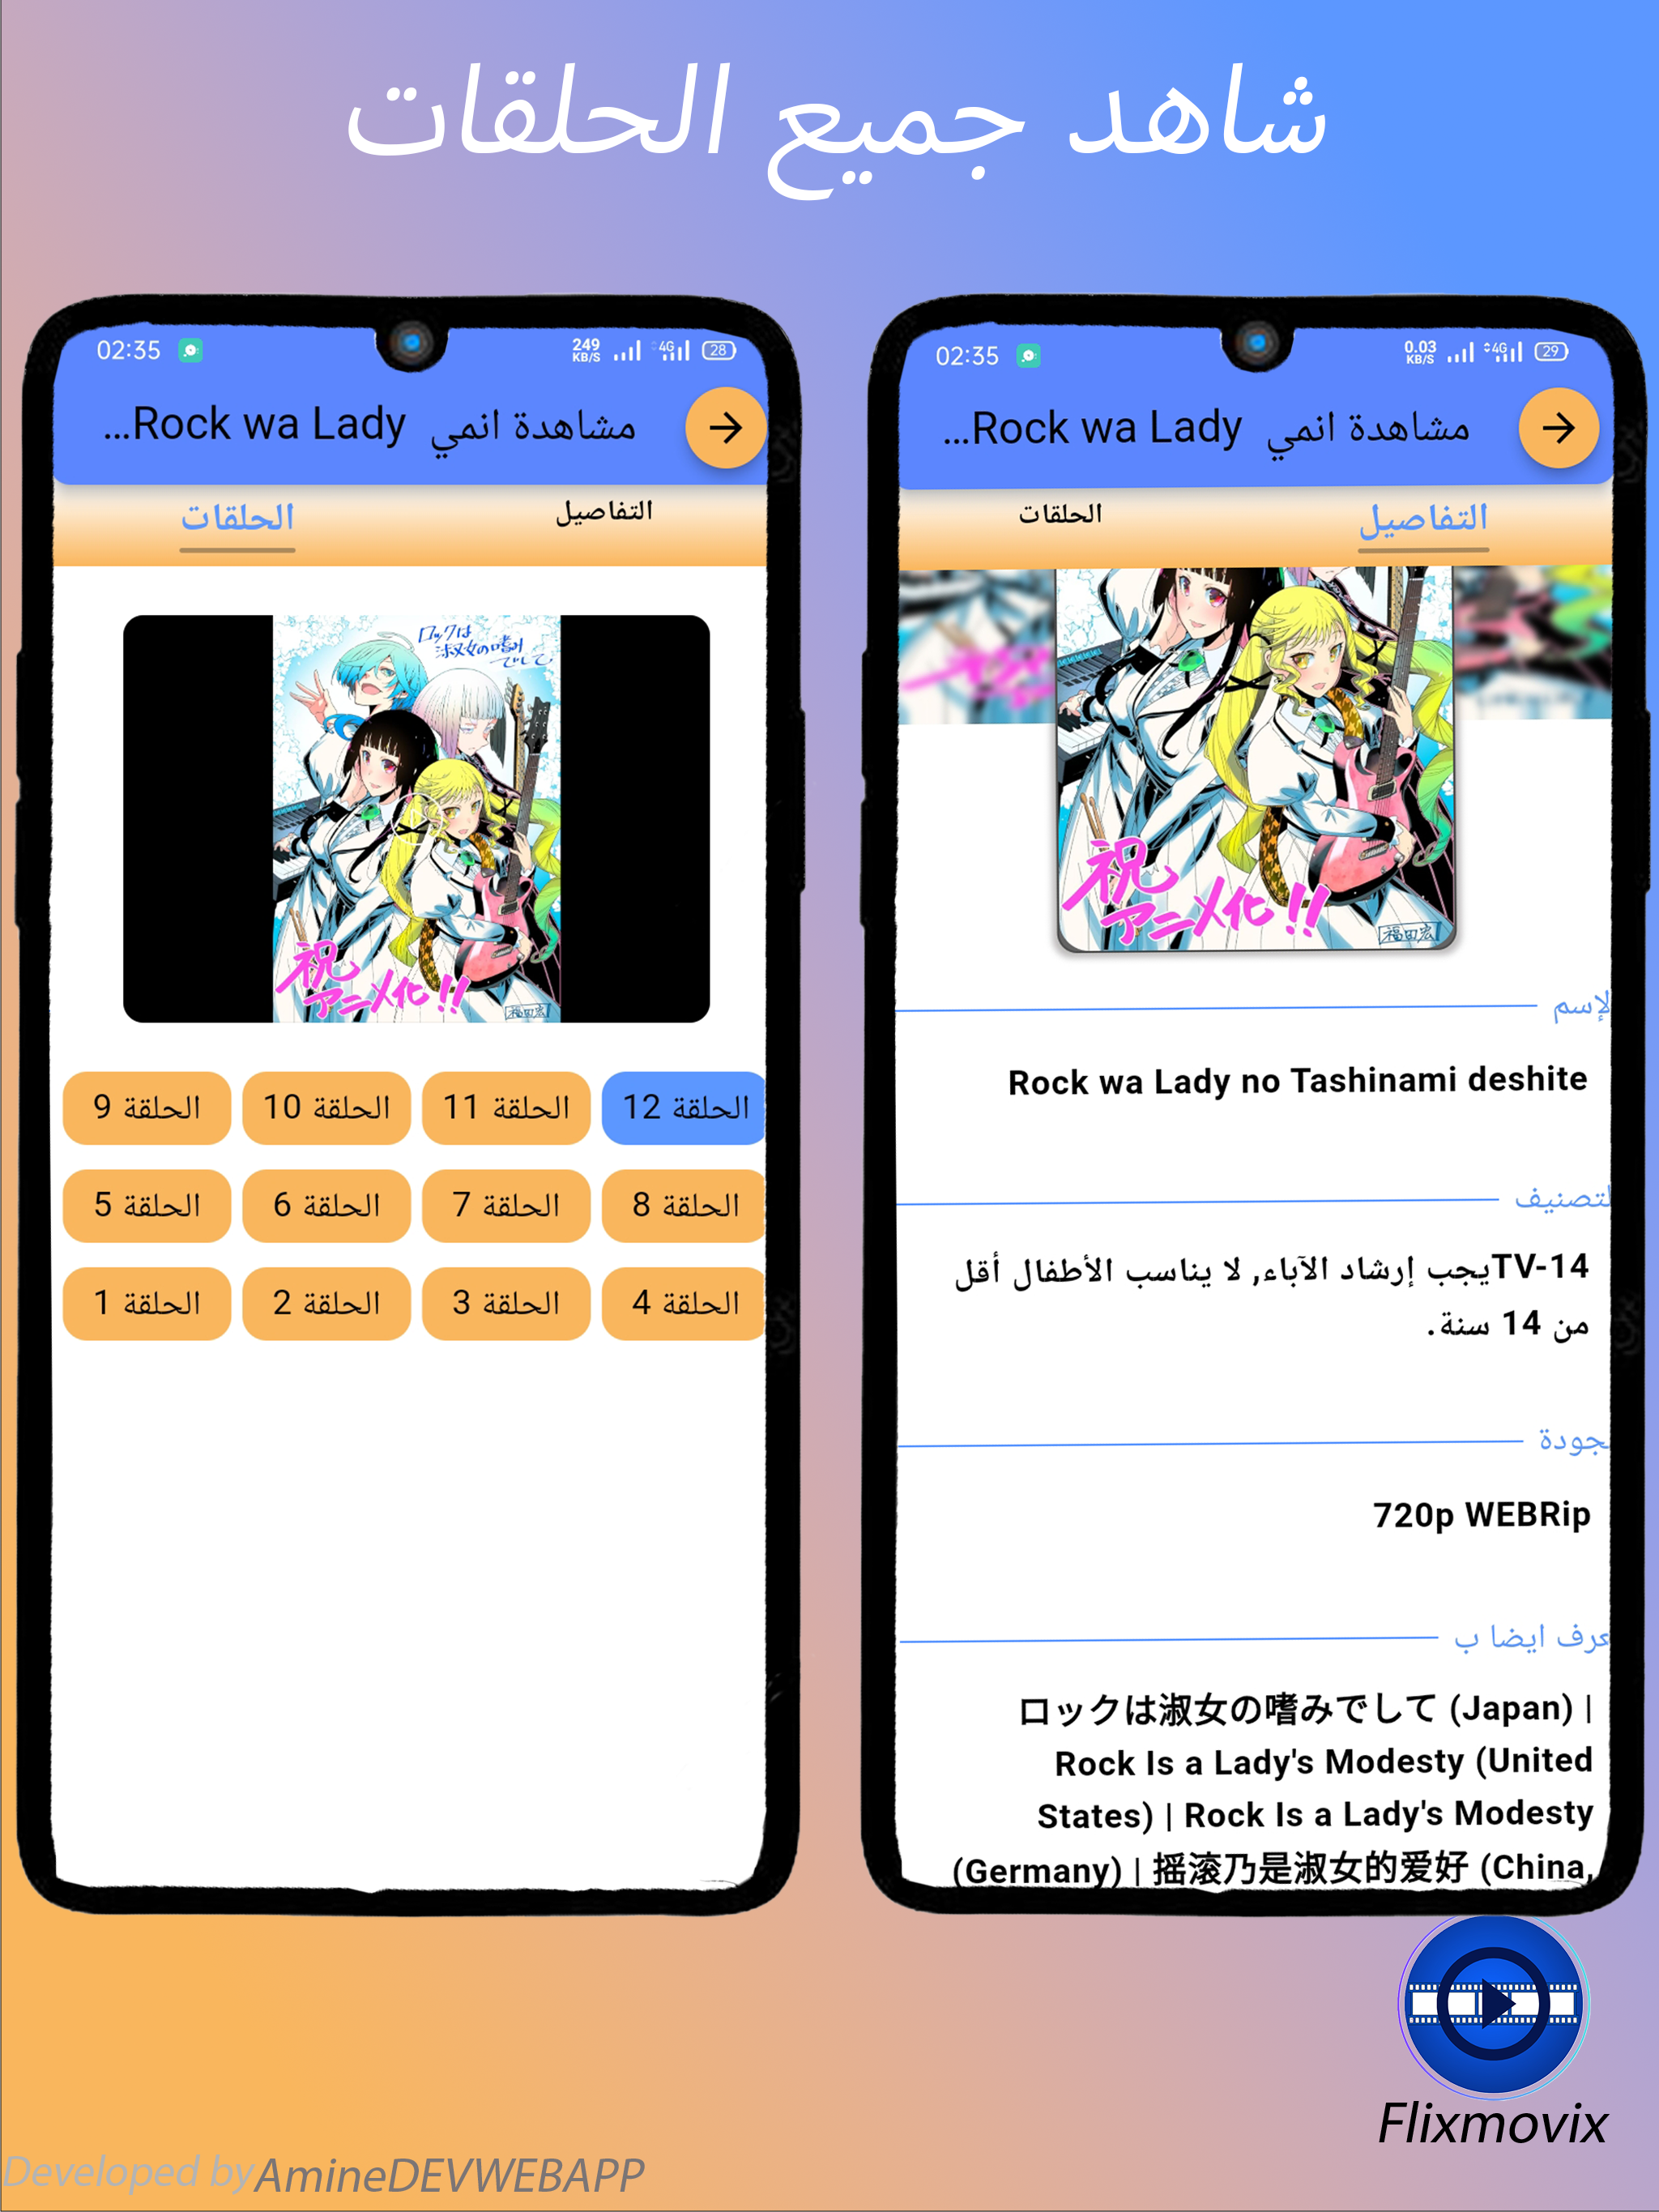 شاهد جميع الحلقات
02:35
249 KB/S 4G 28
مشاهدة انمي Rock wa Lady...
التفاصيل
الحلقات
ロックは
淑女の嗜み
でして
祝
アニメ化!!
福田宏
الحلقة 12
الحلقة 11
الحلقة 10
الحلقة 9
الحلقة 8
الحلقة 7
الحلقة 6
الحلقة 5
الحلقة 4
الحلقة 3
الحلقة 2
الحلقة 1
02:35
0.03 KB/S 4G 29
مشاهدة انمي Rock wa Lady...
التفاصيل
الحلقات
祝
アニメ化!!
福田宏
لإسم
Rock wa Lady no Tashinami deshite
لتصنيف
TV-14يجب إرشاد الآباء, لا يناسب الأطفال أقل
من 14 سنة.
جودة
720p WEBRip
عرف ايضا ب
ロックは淑女の嗜みでして (Japan) |
Rock Is a Lady's Modesty (United
States) | Rock Is a Lady's Modesty
(Germany) | 摇滚乃是淑女的爱好 (China,
Flixmovix
Developed by AmineDEVWEBAPP